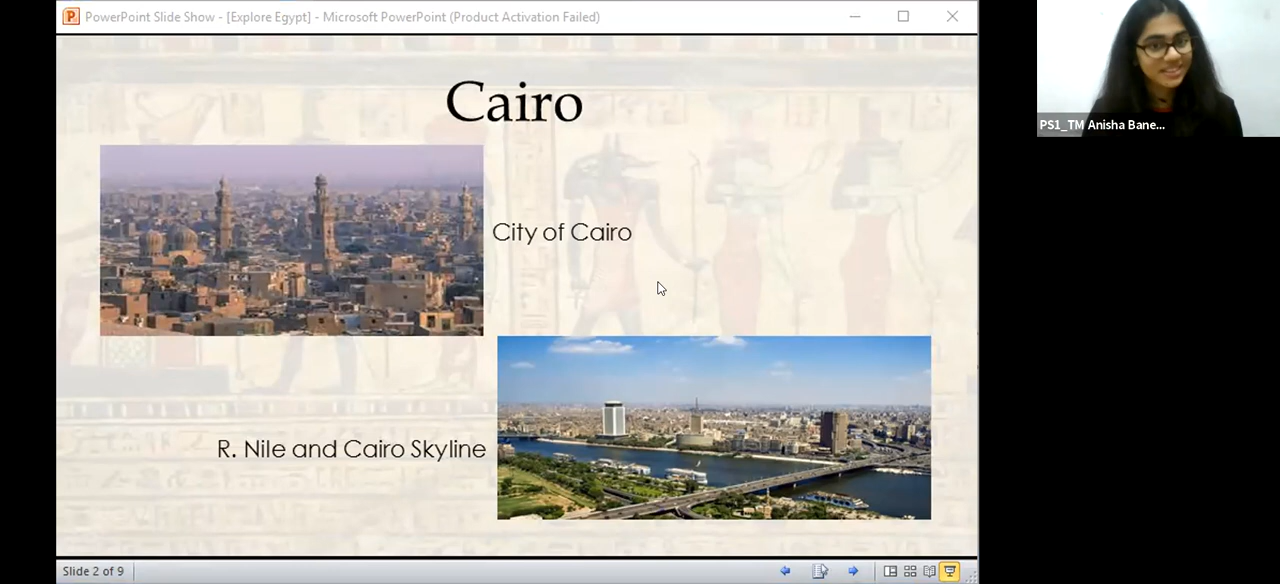 PowerPoint Slide Show - [Explore Egypt] - Microsoft PowerPoint (Product Activation Failed)
PS1_TM Anisha Bane...
Cairo
City of Cairo
R. Nile and Cairo Skyline
Slide 2 of 9